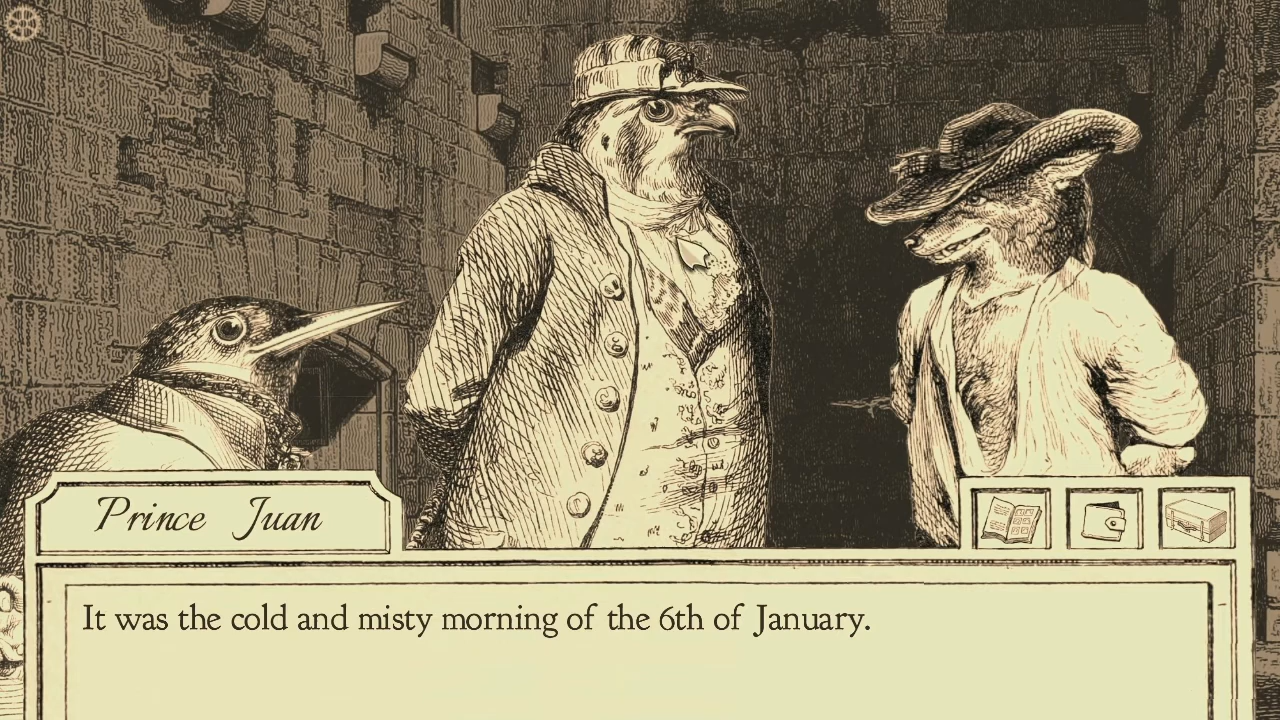 Prince Juan
It was the cold and misty morning of the 6th of January.